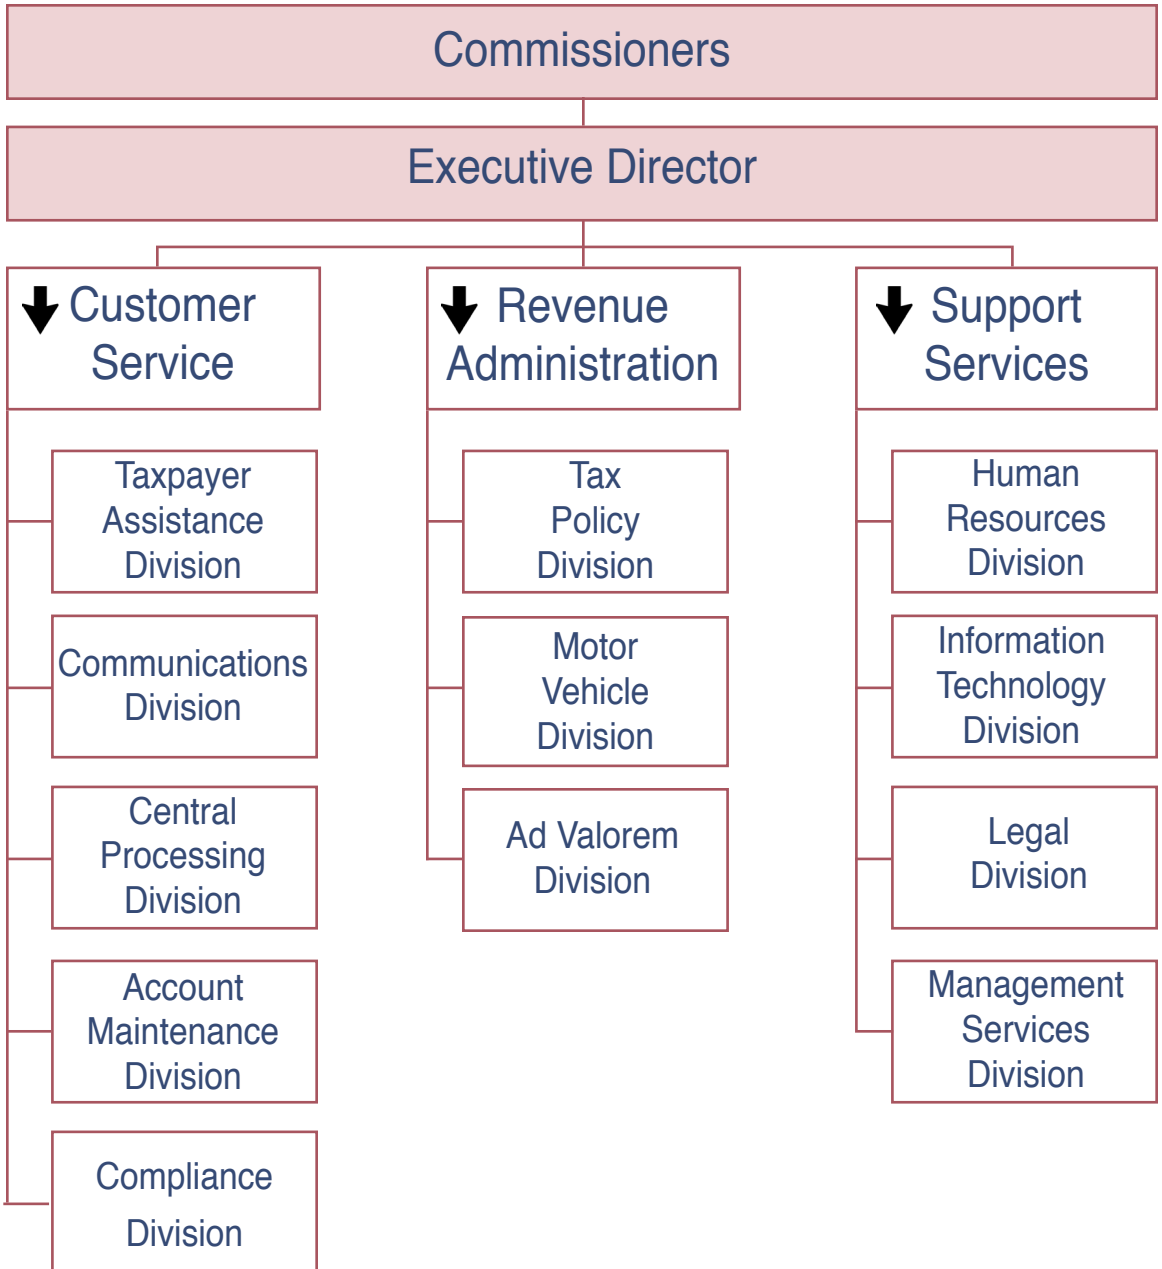 Commissioners
Executive Director
Customer
Service
Taxpayer
Assistance
Division
Communications
Division
Central
Processing
Division
Account
Maintenance
Division
Compliance
Division
Revenue
Administration
Tax
Policy
Division
Motor
Vehicle
Division
Ad Valorem
Division
Support
Services
Human
Resources
Division
Information
Technology
Division
Legal
Division
Management
Services
Division